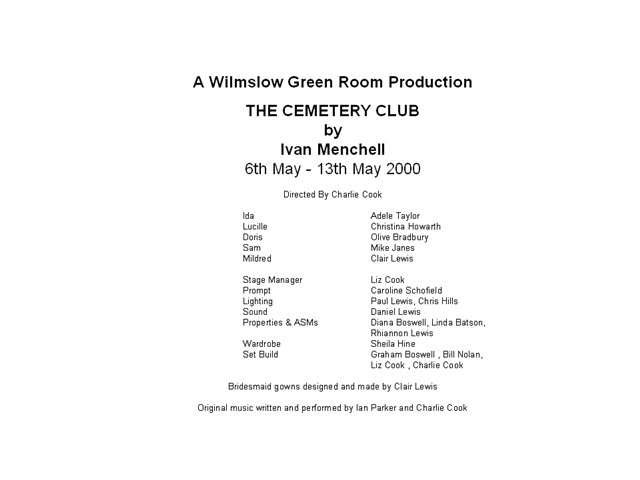 A Wilmslow Green Room Production
THE CEMETERY CLUB
by
Ivan Menchell
6th May - 13th May 2000
Directed By Charlie Cook
Ida Adele Taylor
Lucille Christina Howarth
Doris Olive Bradbury
Sam Mike Janes
Mildred Clair Lewis
Stage Manager Liz Cook
Prompt Caroline Schofield
Lighting Paul Lewis, Chris Hills
Sound Daniel Lewis
Properties & ASMs Diana Boswell, Linda Batson,
Rhiannon Lewis
Wardrobe Sheila Hine
Set Build Graham Boswell , Bill Nolan,
Liz Cook , Charlie Cook
Bridesmaid gowns designed and made by Clair Lewis
Original music written and performed by Ian Parker and Charlie Cook